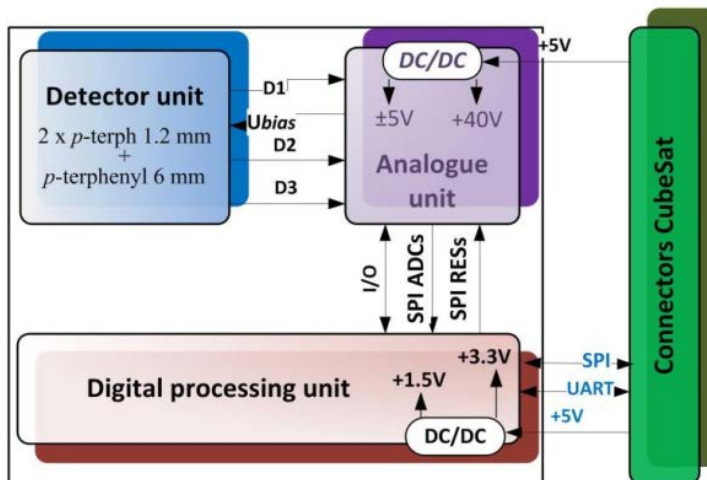 DC/DC
+5V
Detector unit
2 x p-terph 1.2 mm
+
p-terphenyl 6 mm
D1
Ubias
D2
D3
±5V
+40V
Analogue
unit
I/O
SPI ADCs
SPI RESs
Connectors CubeSat
Digital processing unit
+1.5V
+3.3V
DC/DC
SPI
UART
+5V